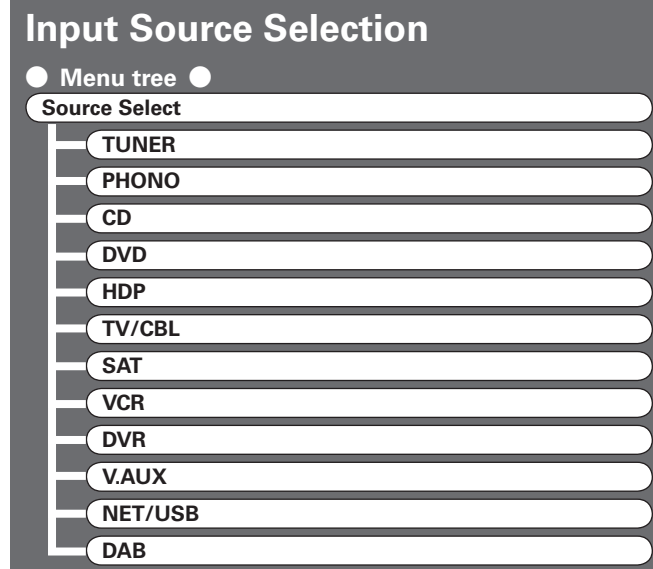 Input Source Selection
Menu tree
Source Select
TUNER
PHONO
CD
DVD
HDP
TV/CBL
SAT
VCR
DVR
V.AUX
NET/USB
DAB